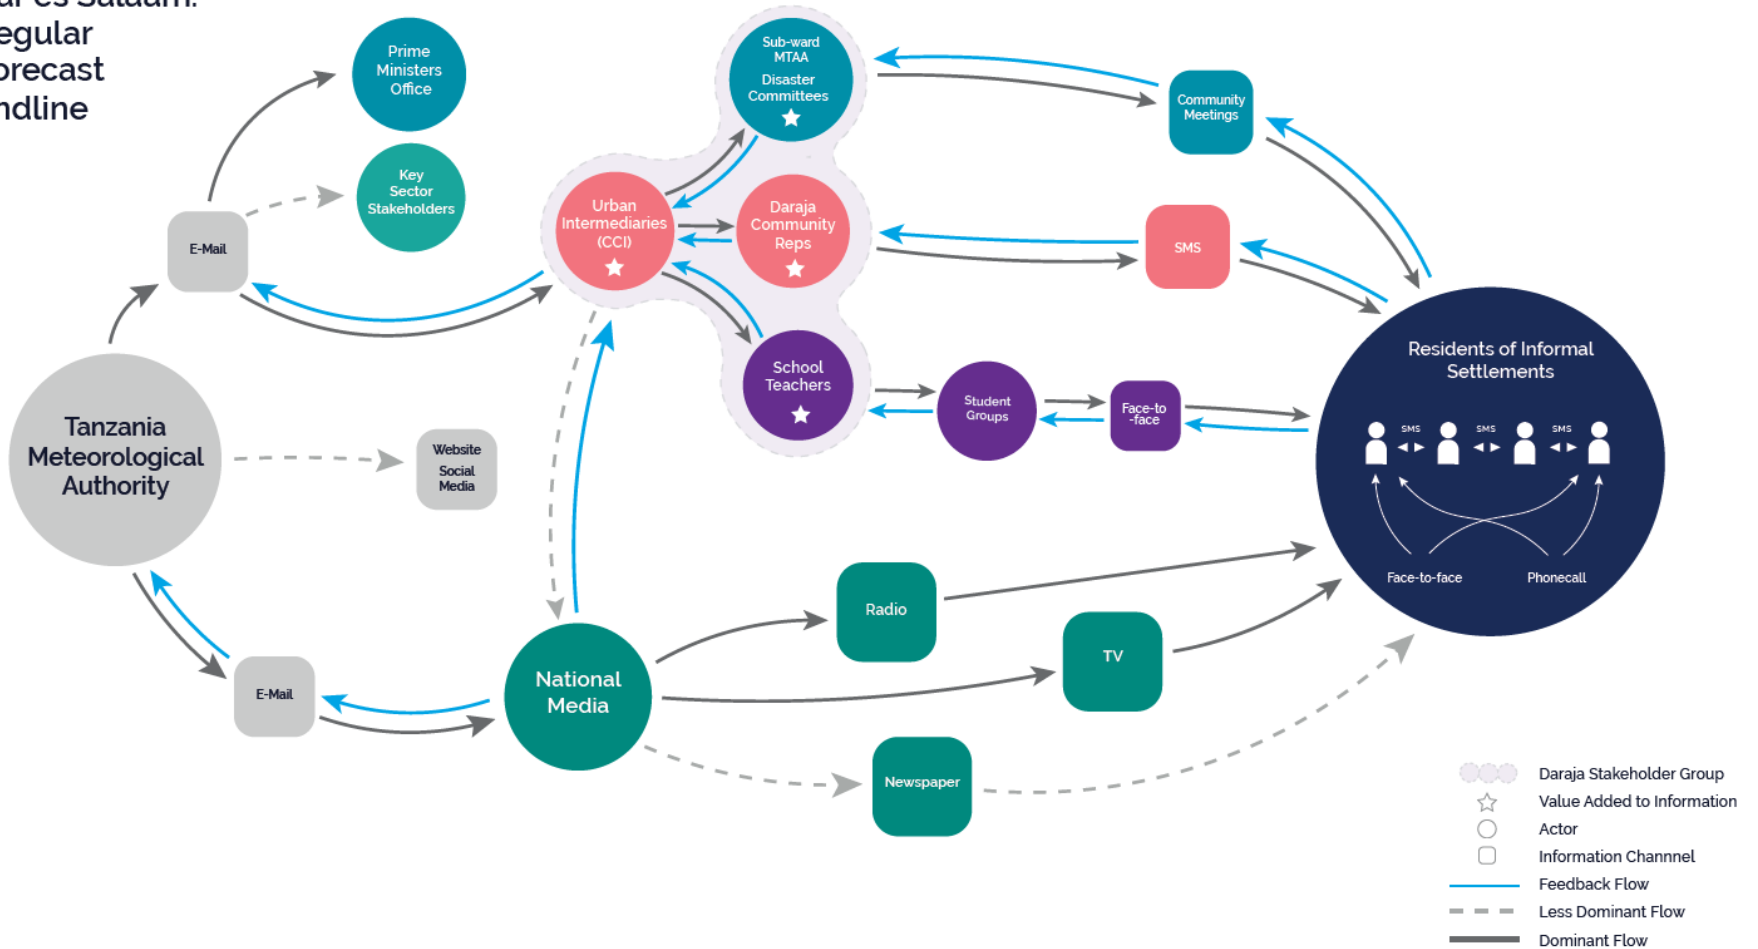 egular
orecast
ndline
Prime
Ministers
Office
Key
Sector
Stakeholders
E-Mail
Tanzania
Meteorological
Authority
Website
Social
Media
E-Mail
Urban
Intermediaries
(CCI)
Sub-ward
MTAA
Disaster
Committees
Daraja
Community
Reps
School
Teachers
Student
Groups
Face-to
-face
Community
Meetings
SMS
Residents of Informal
Settlements
SMS
SMS
SMS
Face-to-face
Phonecall
National
Media
Radio
TV
Newspaper
Daraja Stakeholder Group
Value Added to Information
Actor
Information Channnel
Feedback Flow
Less Dominant Flow
Dominant Flow